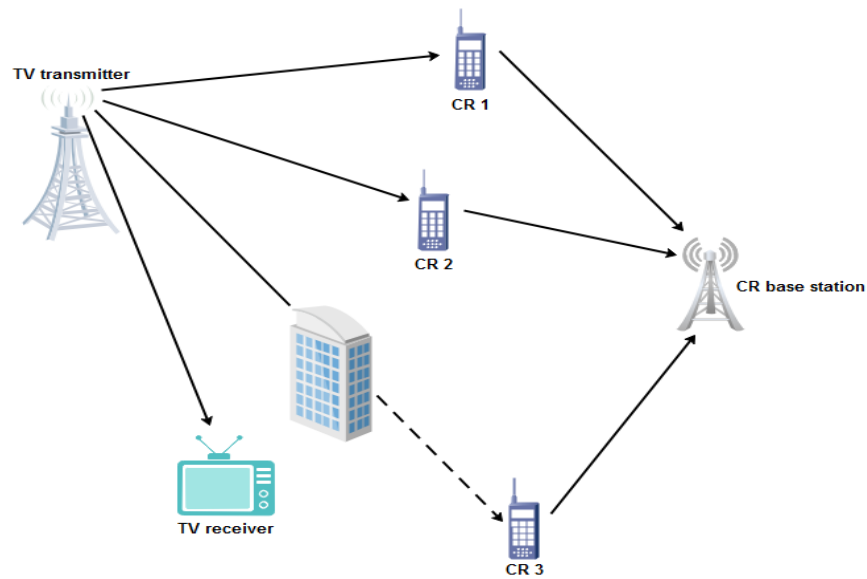 TV transmitter
CR 1
CR 2
CR base station
TV receiver
CR 3